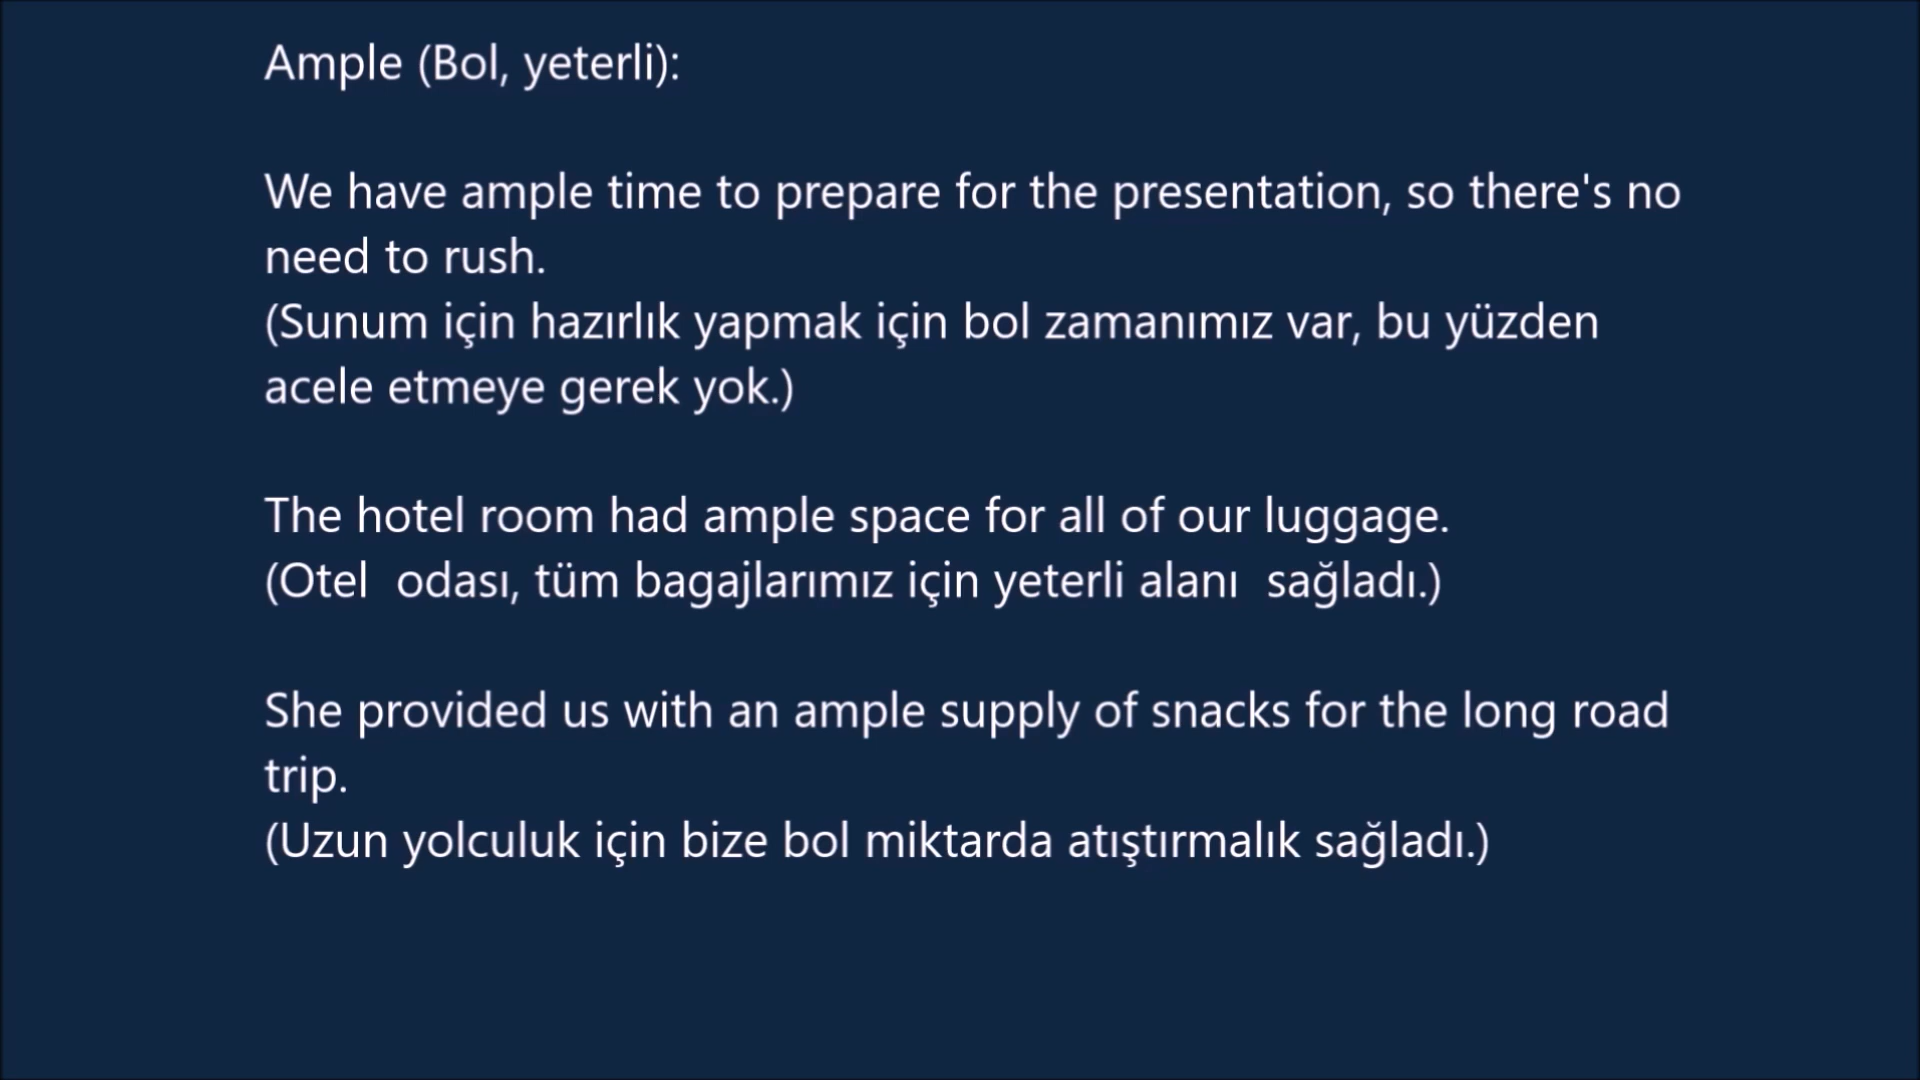 Ample (Bol, yeterli):
We have ample time to prepare for the presentation, so there's no
need to rush.
(Sunum için hazırlık yapmak için bol zamanımız var, bu yüzden
acele etmeye gerek yok.)
The hotel room had ample space for all of our luggage.
(Otel  odası, tüm bagajlarımız için yeterli alanı  sağladı.)
She provided us with an ample supply of snacks for the long road
trip.
(Uzun yolculuk için bize bol miktarda atıştırmalık sağladı.)